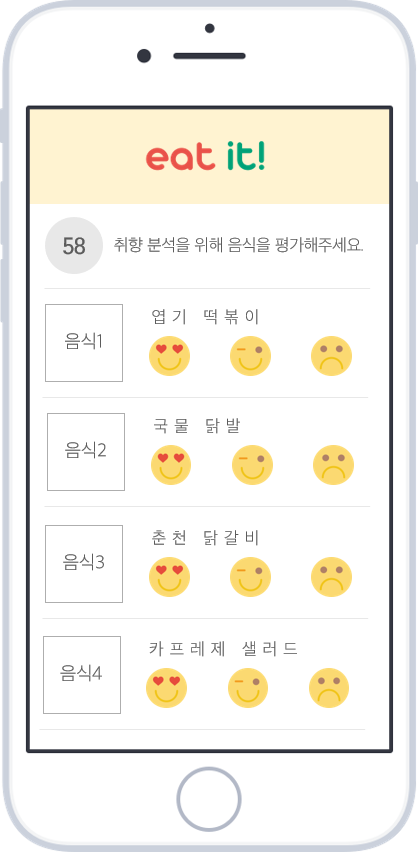 eat it!
58 취향 분석을 위해 음식을 평가해주세요.
엽기 떡볶이
음식1
국물 닭발
음식2
춘천 닭갈비
음식3
카프레제 샐러드
음식4